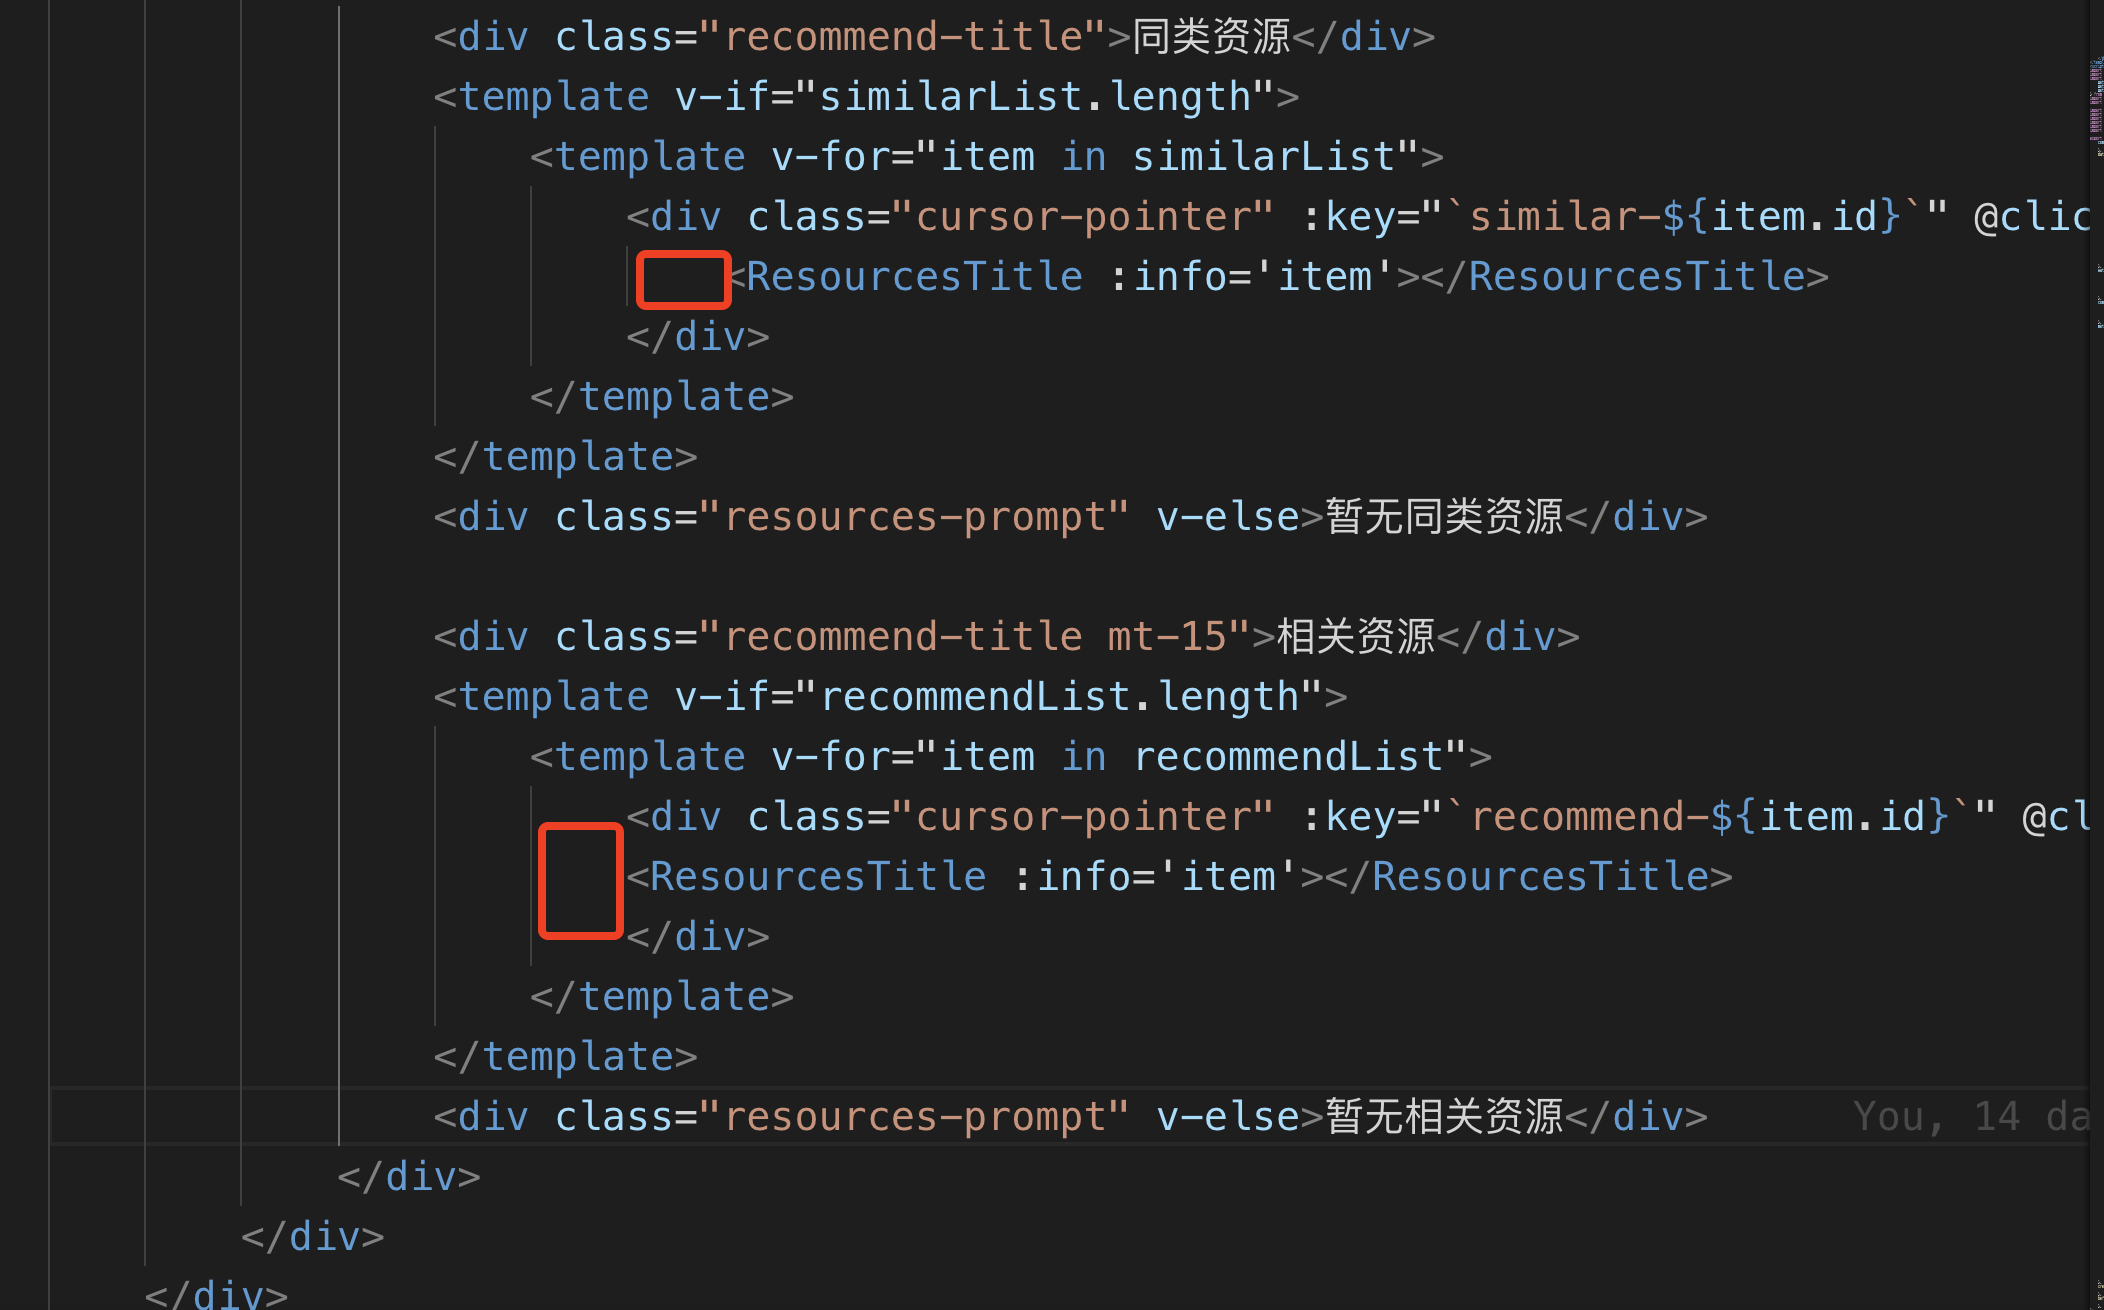 <div class="recommend-title">同类资源</div>
<template v-if="similarList.length">
<template v-for="item in similarList">
<div class="cursor-pointer" :key="`similar-${item.id}`" @clic
<ResourcesTitle :info='item'></ResourcesTitle>
</div>
</template>
</template>
<div class="resources-prompt" v-else>暂无同类资源</div>
<div class="recommend-title mt-15">相关资源</div>
<template v-if="recommendList.length">
<template v-for="item in recommendList">
<div class="cursor-pointer" :key="`recommend-${item.id}`" @cl
<ResourcesTitle :info='item'></ResourcesTitle>
</div>
</template>
</template>
<div class="resources-prompt" v-else>暂无相关资源</div> You, 14 da
</div>
</div>
</div>